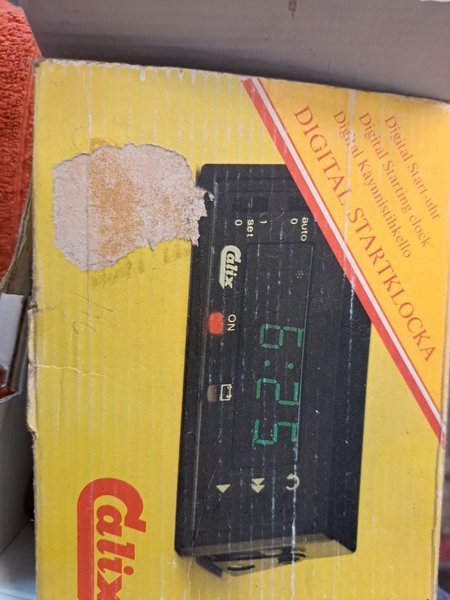 Digital Start-uhr
Digital Starting clock
Digital Käynnistihkello
DIGITAL STARTKLOCKA
auto
0
1
set
0
Calix
ON
6:25
Calix